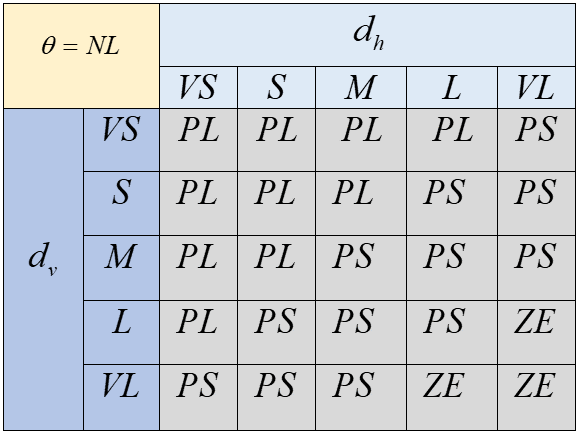 θ = NL
d_h
VS S M L VL
d_v
VS PL PL PL PL PS
S PL PL PL PS PS
M PL PL PS PS PS
L PL PS PS PS ZE
VL PS PS PS ZE ZE